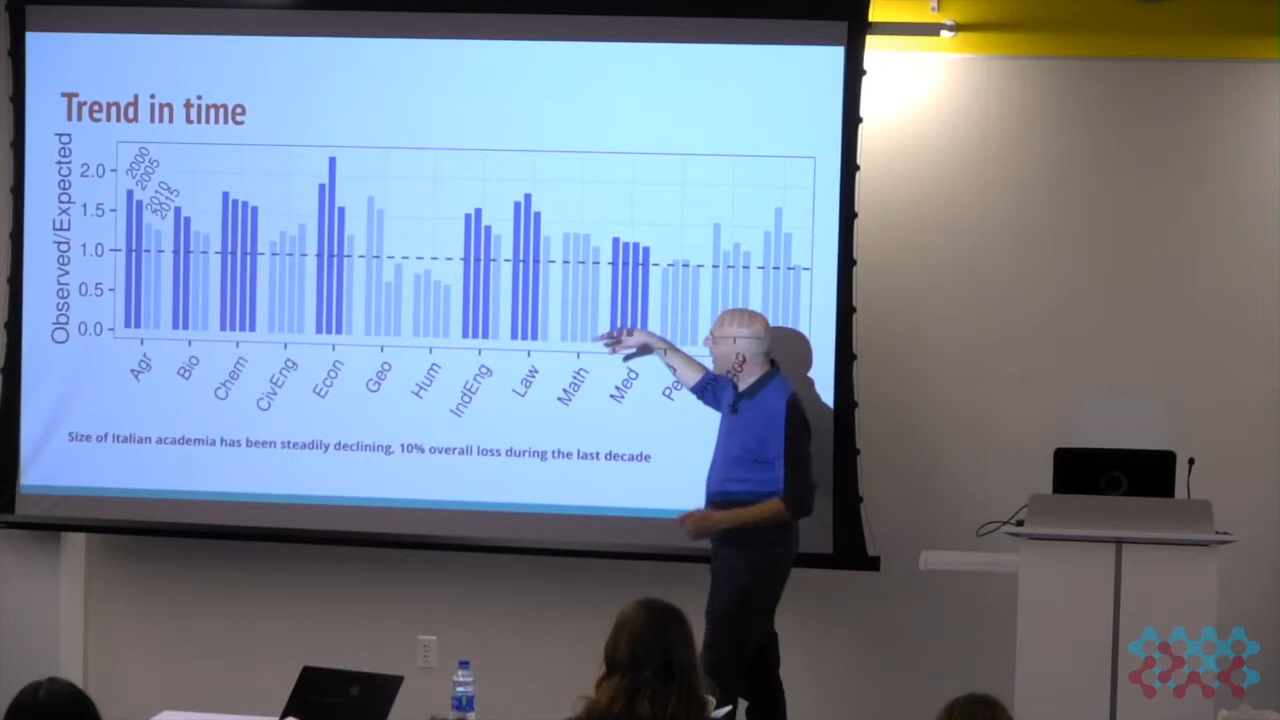 Trend in time
Observed/Expected
2.0
1.5
1.0
0.5
0.0
2000
2005
2010
2015
Agr
Bio
Chem
CivEng
Econ
Geo
Hum
IndEng
Law
Math
Med
Size of Italian academia has been steadily declining, 10% overall loss during the last decade